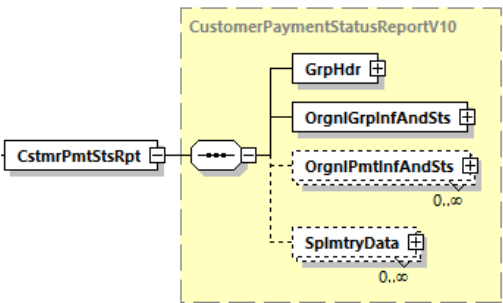 CustomerPaymentStatusReportV10
GrpHdr
OrgnlGrpInfAndSts
CstmrPmtStsRpt
OrgnlPmtInfAndSts
0..∞
SplmtryData
0..∞